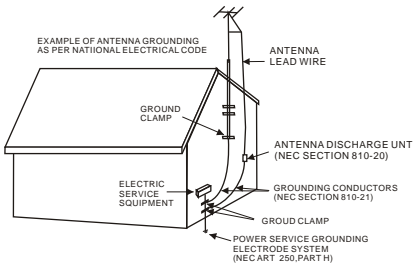 EXAMPLE OF ANTENNA GROUNDING
AS PER NATIIONAL ELECTRICAL CODE
ANTENNA
LEAD WIRE
GROUND
CLAMP
ANTENNA DISCHARGE UNT
(NEC SECTION 810-20)
ELECTRIC
SERVICE
EQUIPMENT
GROUNDING CONDUCTORS
(NEC SECTION 810-21)
GROUD CLAMP
POWER SERVICE GROUNDING
ELECTRODE SYSTEM
(NEC ART 250,PART H)